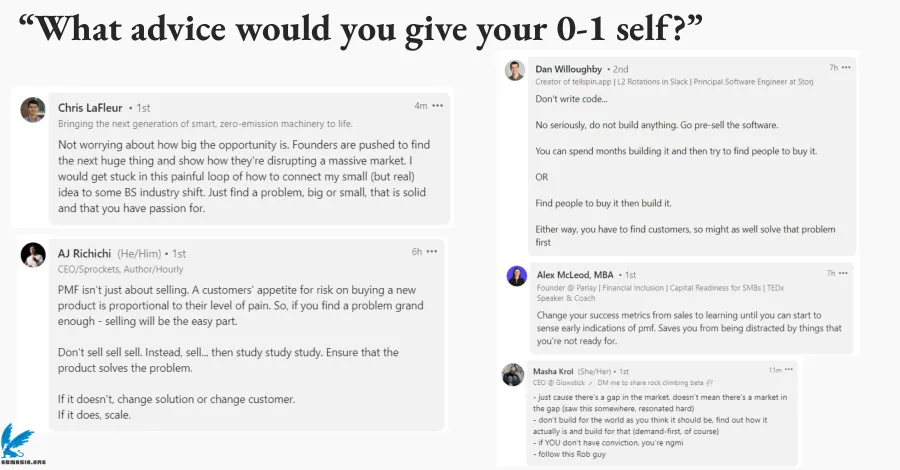 “What advice would you give your 0-1 self?”
Chris LaFleur • 1st
4m •••
Bringing the next generation of smart, zero-emission machinery to life.
Not worrying about how big the opportunity is. Founders are pushed to find
the next huge thing and show how they're disrupting a massive market. I
would get stuck in this painful loop of how to connect my small (but real)
idea to some BS industry shift. Just find a problem, big or small, that is solid
and that you have passion for.
AJ Richichi (He/Him) • 1st
6h •••
CEO/Sprockets, Author/Hourly
PMF isn't just about selling. A customers' appetite for risk on buying a new
product is proportional to their level of pain. So, if you find a problem grand
enough - selling will be the easy part.
Don't sell sell sell. Instead, sell... then study study study. Ensure that the
product solves the problem.
If it doesn't, change solution or change customer.
If it does, scale.
Dan Willoughby • 2nd
7h •••
Creator of tellspin.app | L2 Rotations in Slack | Principal Software Engineer at Storj
Don't write code...
No seriously, do not build anything. Go pre-sell the software.
You can spend months building it and then try to find people to buy it.
OR
Find people to buy it then build it.
Either way, you have to find customers, so might as well solve that problem
first
Alex McLeod, MBA • 1st
7h •••
Founder @ Parlay | Financial Inclusion | Capital Readiness for SMBs | TEDx
Speaker & Coach
Change your success metrics from sales to learning until you can start to
sense early indications of pmf. Saves you from being distracted by things that
you're not ready for.
Masha Krol (She/Her) • 1st
11m •••
CEO @ Glowstick DM me to share rock climbing beta
- just cause there's a gap in the market. doesn't mean there's a market in
the gap (saw this somewhere, resonated hard)
- don't build for the world as you think it should be, find out how it
actually is and build for that (demand-first, of course)
- if YOU don't have conviction, you're ngmi
- follow this Rob guy